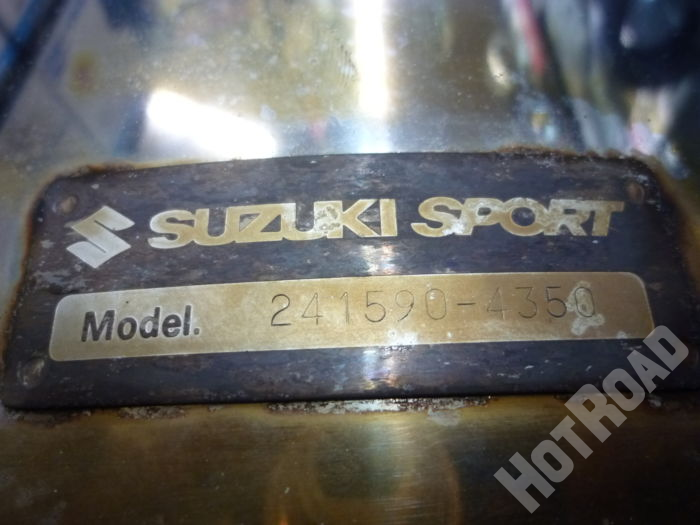 SUZUKI SPORT
Model. 241590-4350
HOTROAD